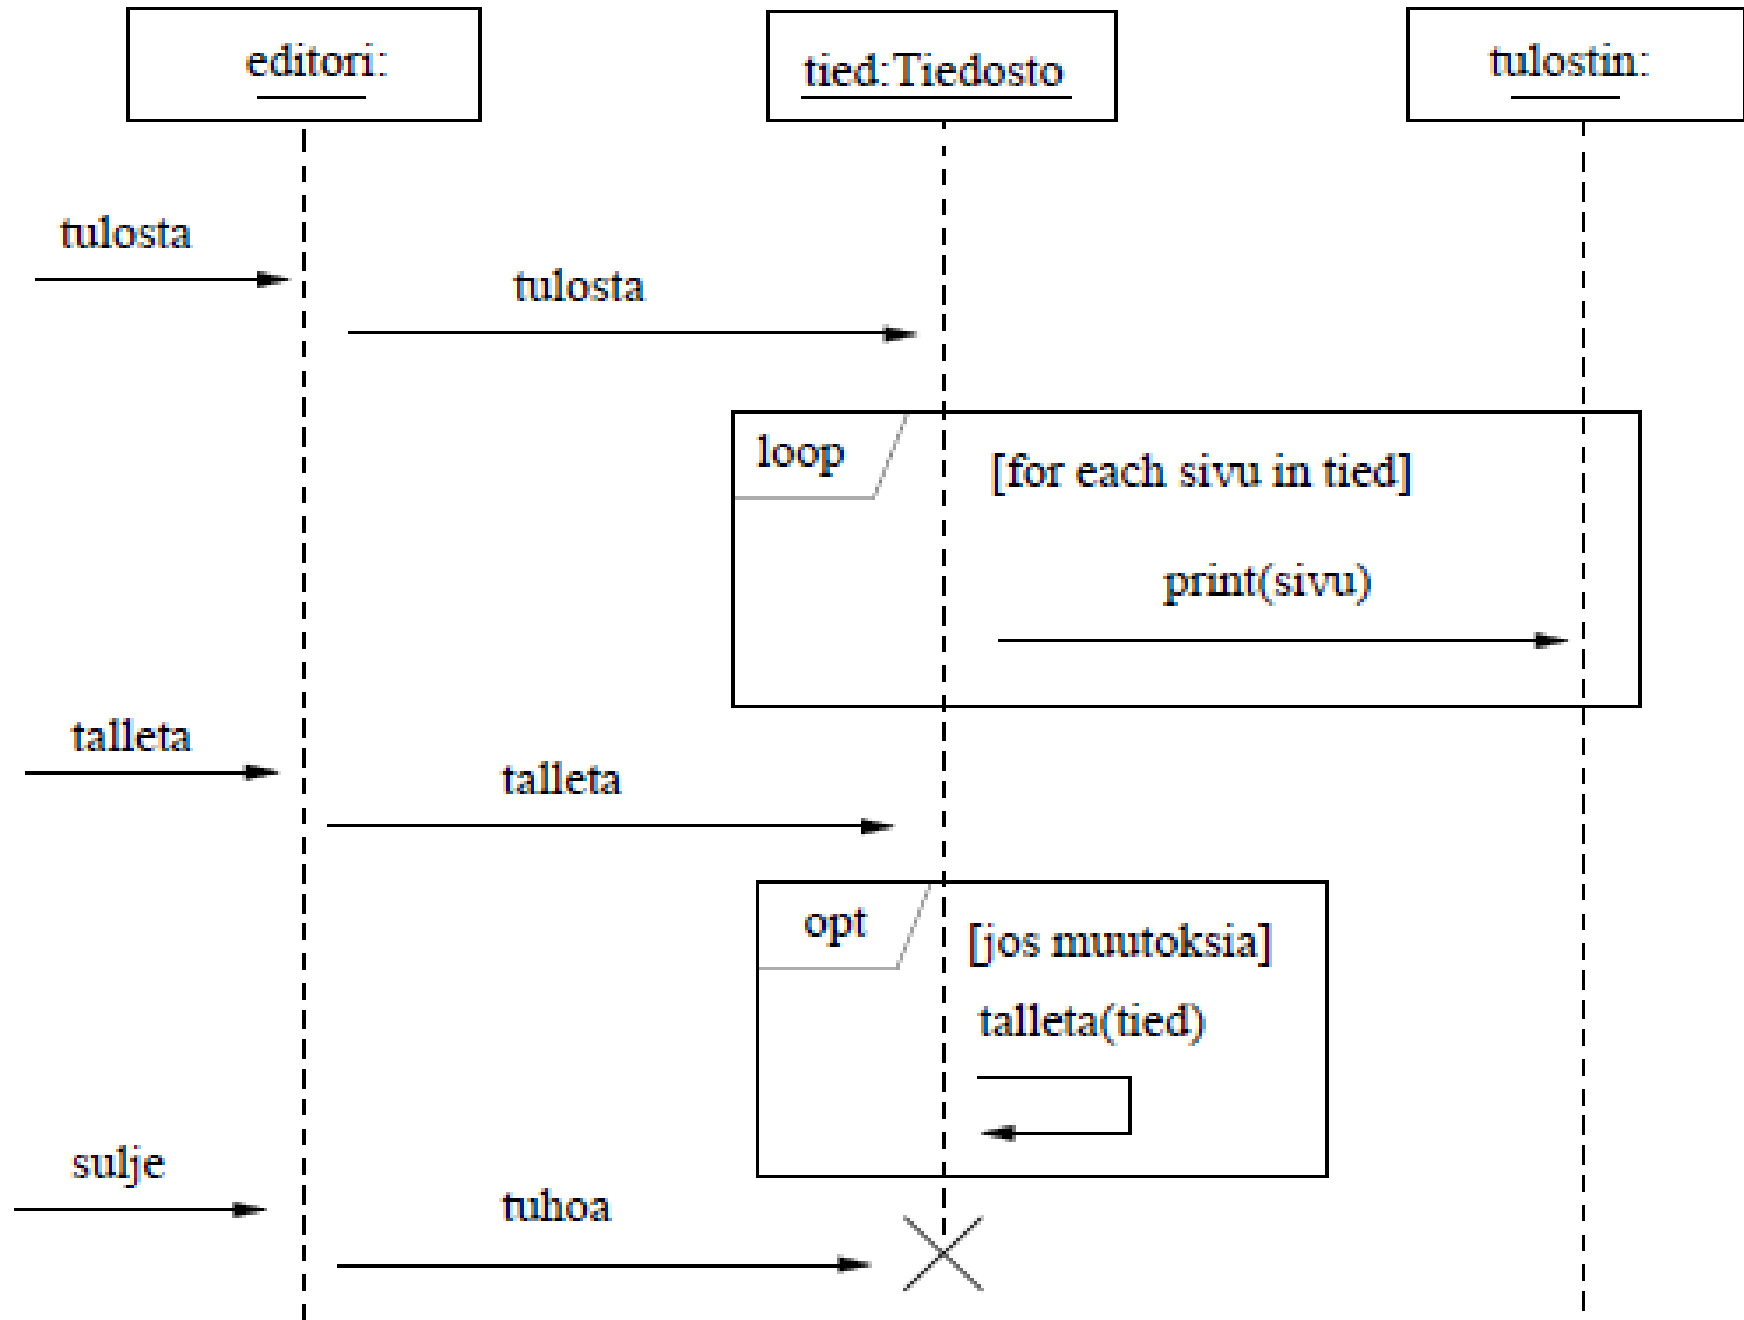 editori:
tied:Tiedosto
tulostin:
tulosta
tulosta
loop
[for each sivu in tied]
print(sivu)
talleta
talleta
opt
[jos muutoksia]
talleta(tied)
sulje
tuhoa